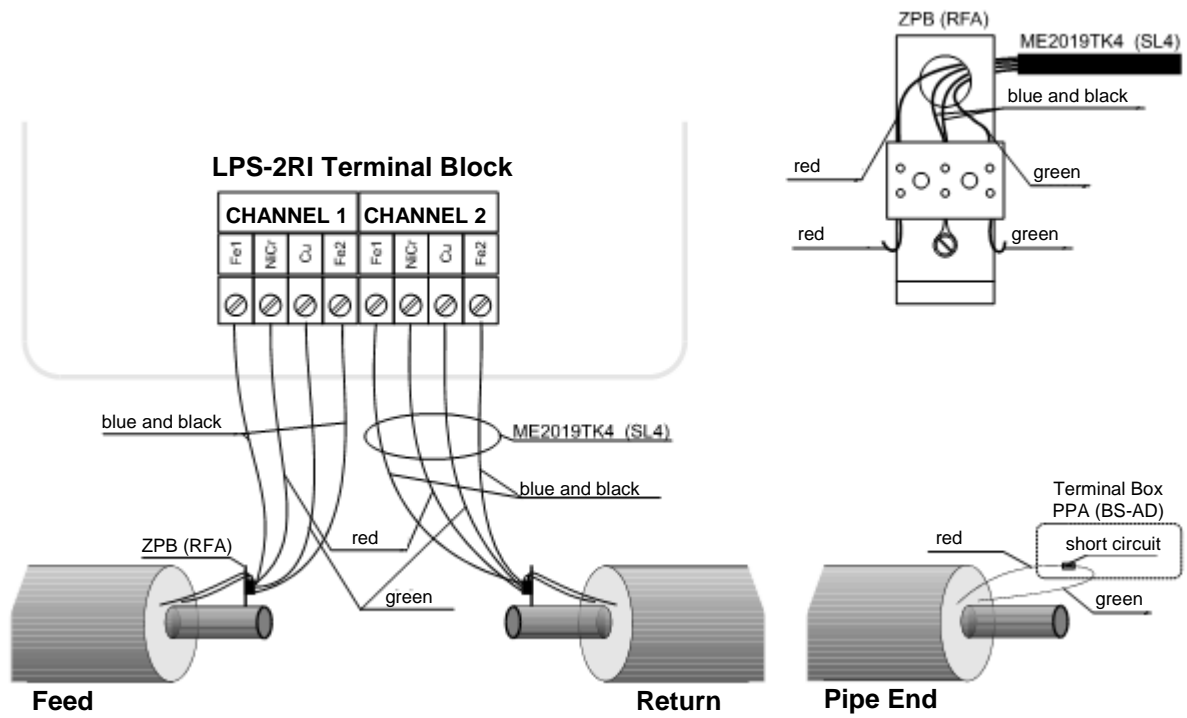 ZPB (RFA)
ME2019TK4 (SL4)
blue and black
red
green
red
green
LPS-2RI Terminal Block
CHANNEL 1
CHANNEL 2
Fe1
NiCr
Cu
Fe2
Fe1
NiCr
Cu
Fe2
blue and black
ME2019TK4 (SL4)
blue and black
red
ZPB (RFA)
green
Terminal Box
PPA (BS-AD)
red
short circuit
green
Feed
Return
Pipe End